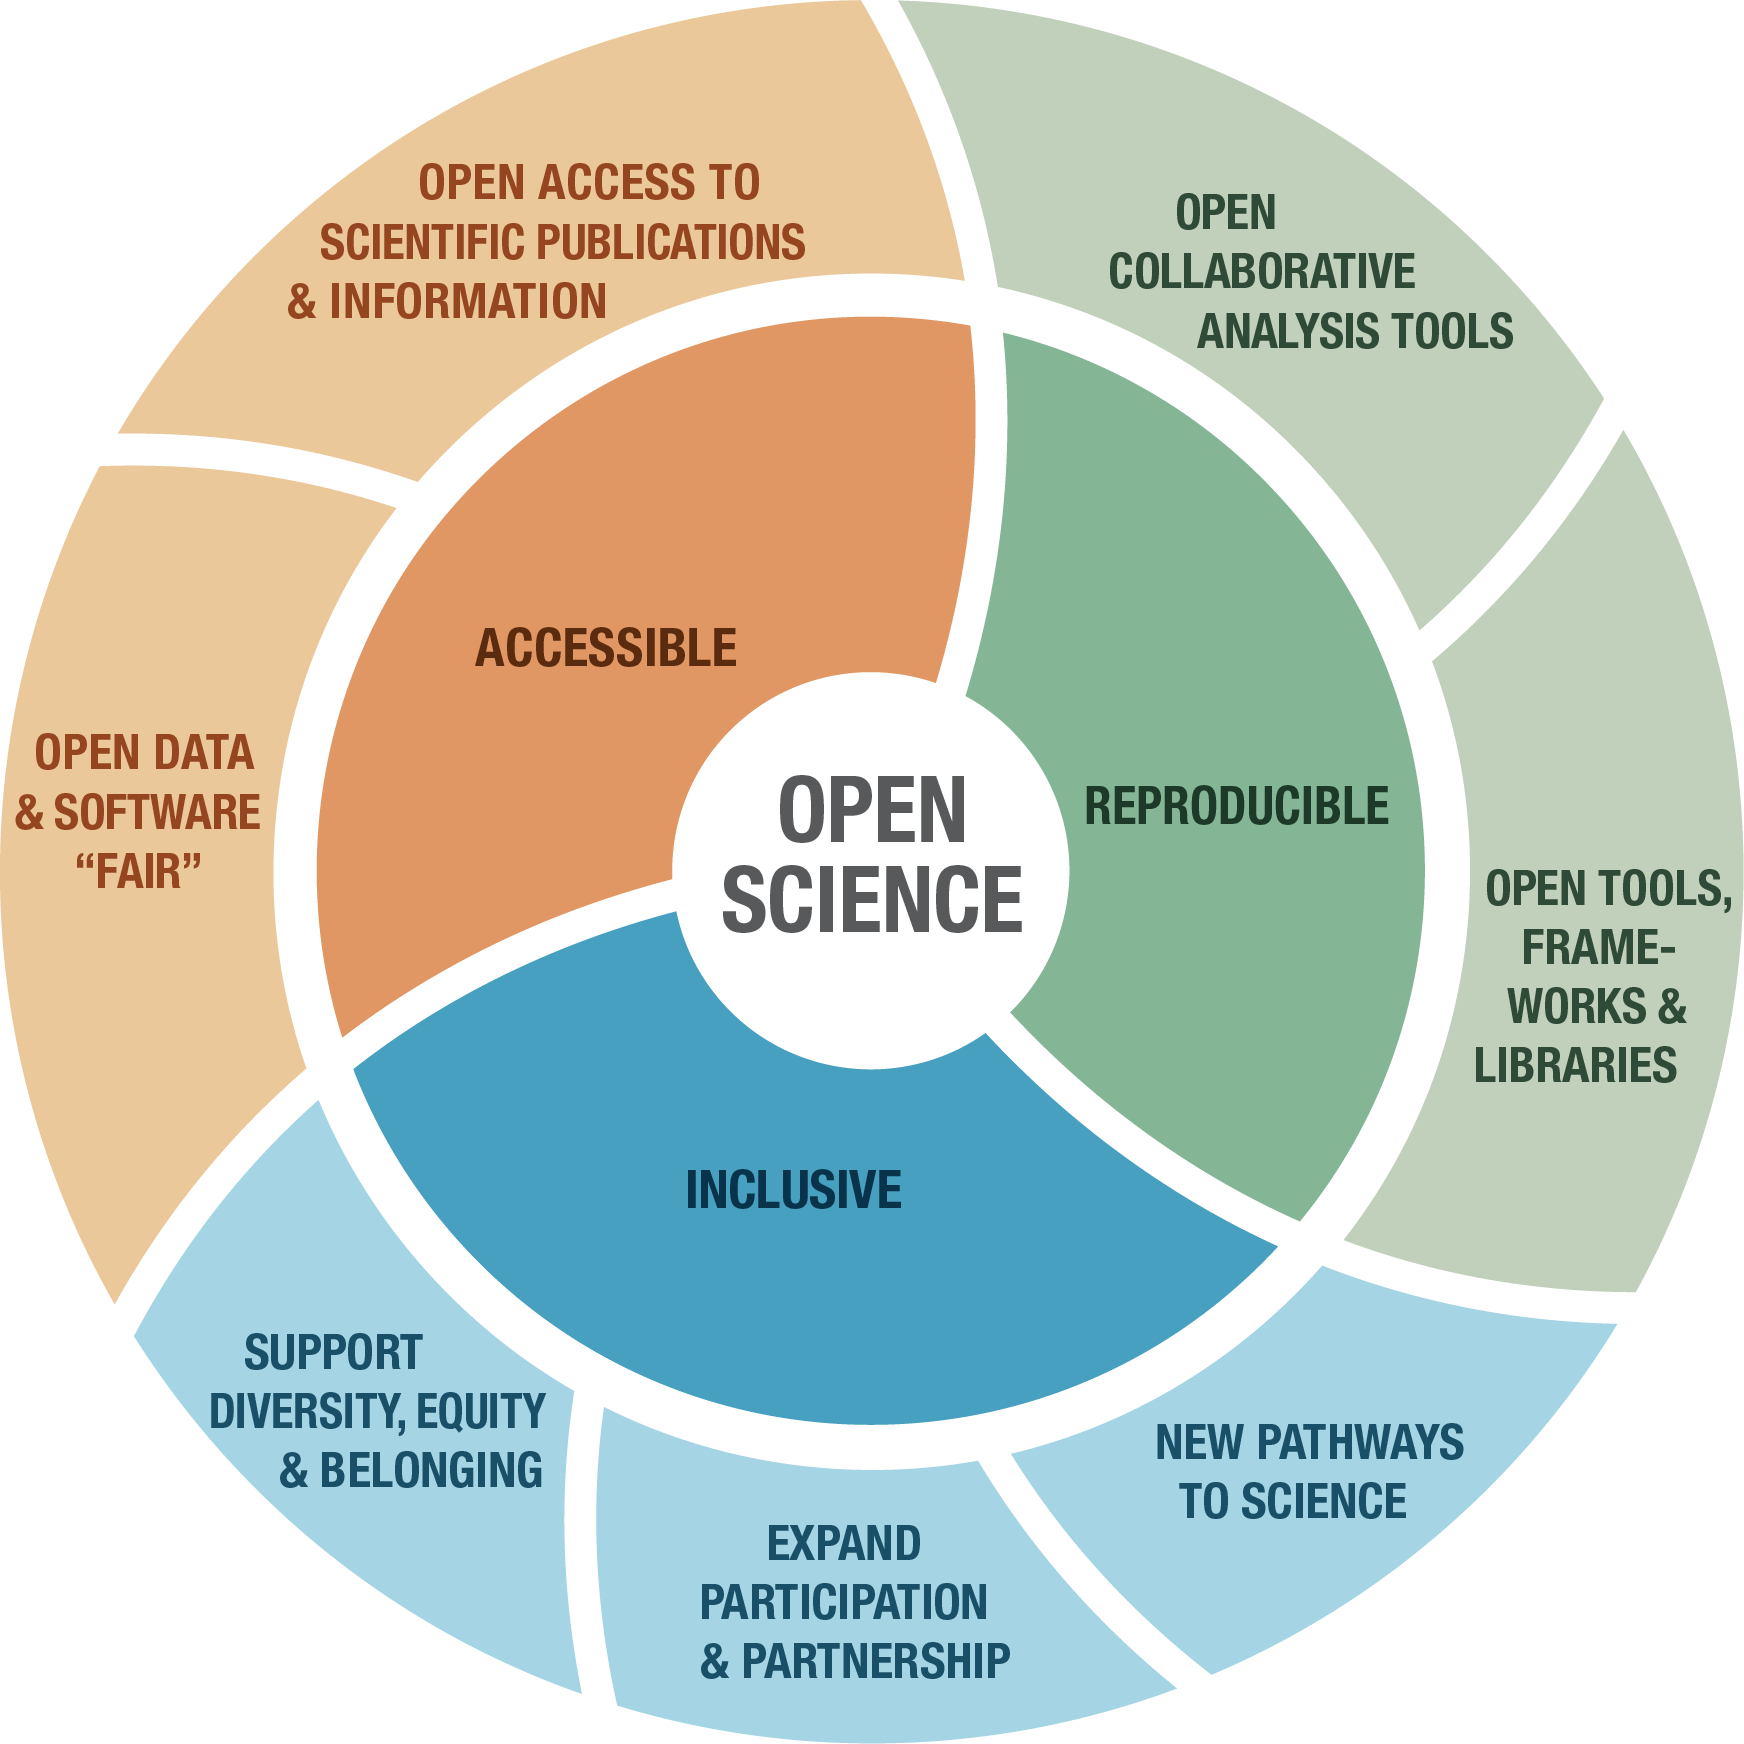 OPEN ACCESS TO
SCIENTIFIC PUBLICATIONS
& INFORMATION
OPEN
COLLABORATIVE
ANALYSIS TOOLS
ACCESSIBLE
OPEN DATA
& SOFTWARE
“FAIR”
OPEN
SCIENCE
REPRODUCIBLE
OPEN TOOLS,
FRAME-
WORKS &
LIBRARIES
INCLUSIVE
SUPPORT
DIVERSITY, EQUITY
& BELONGING
EXPAND
PARTICIPATION
& PARTNERSHIP
NEW PATHWAYS
TO SCIENCE